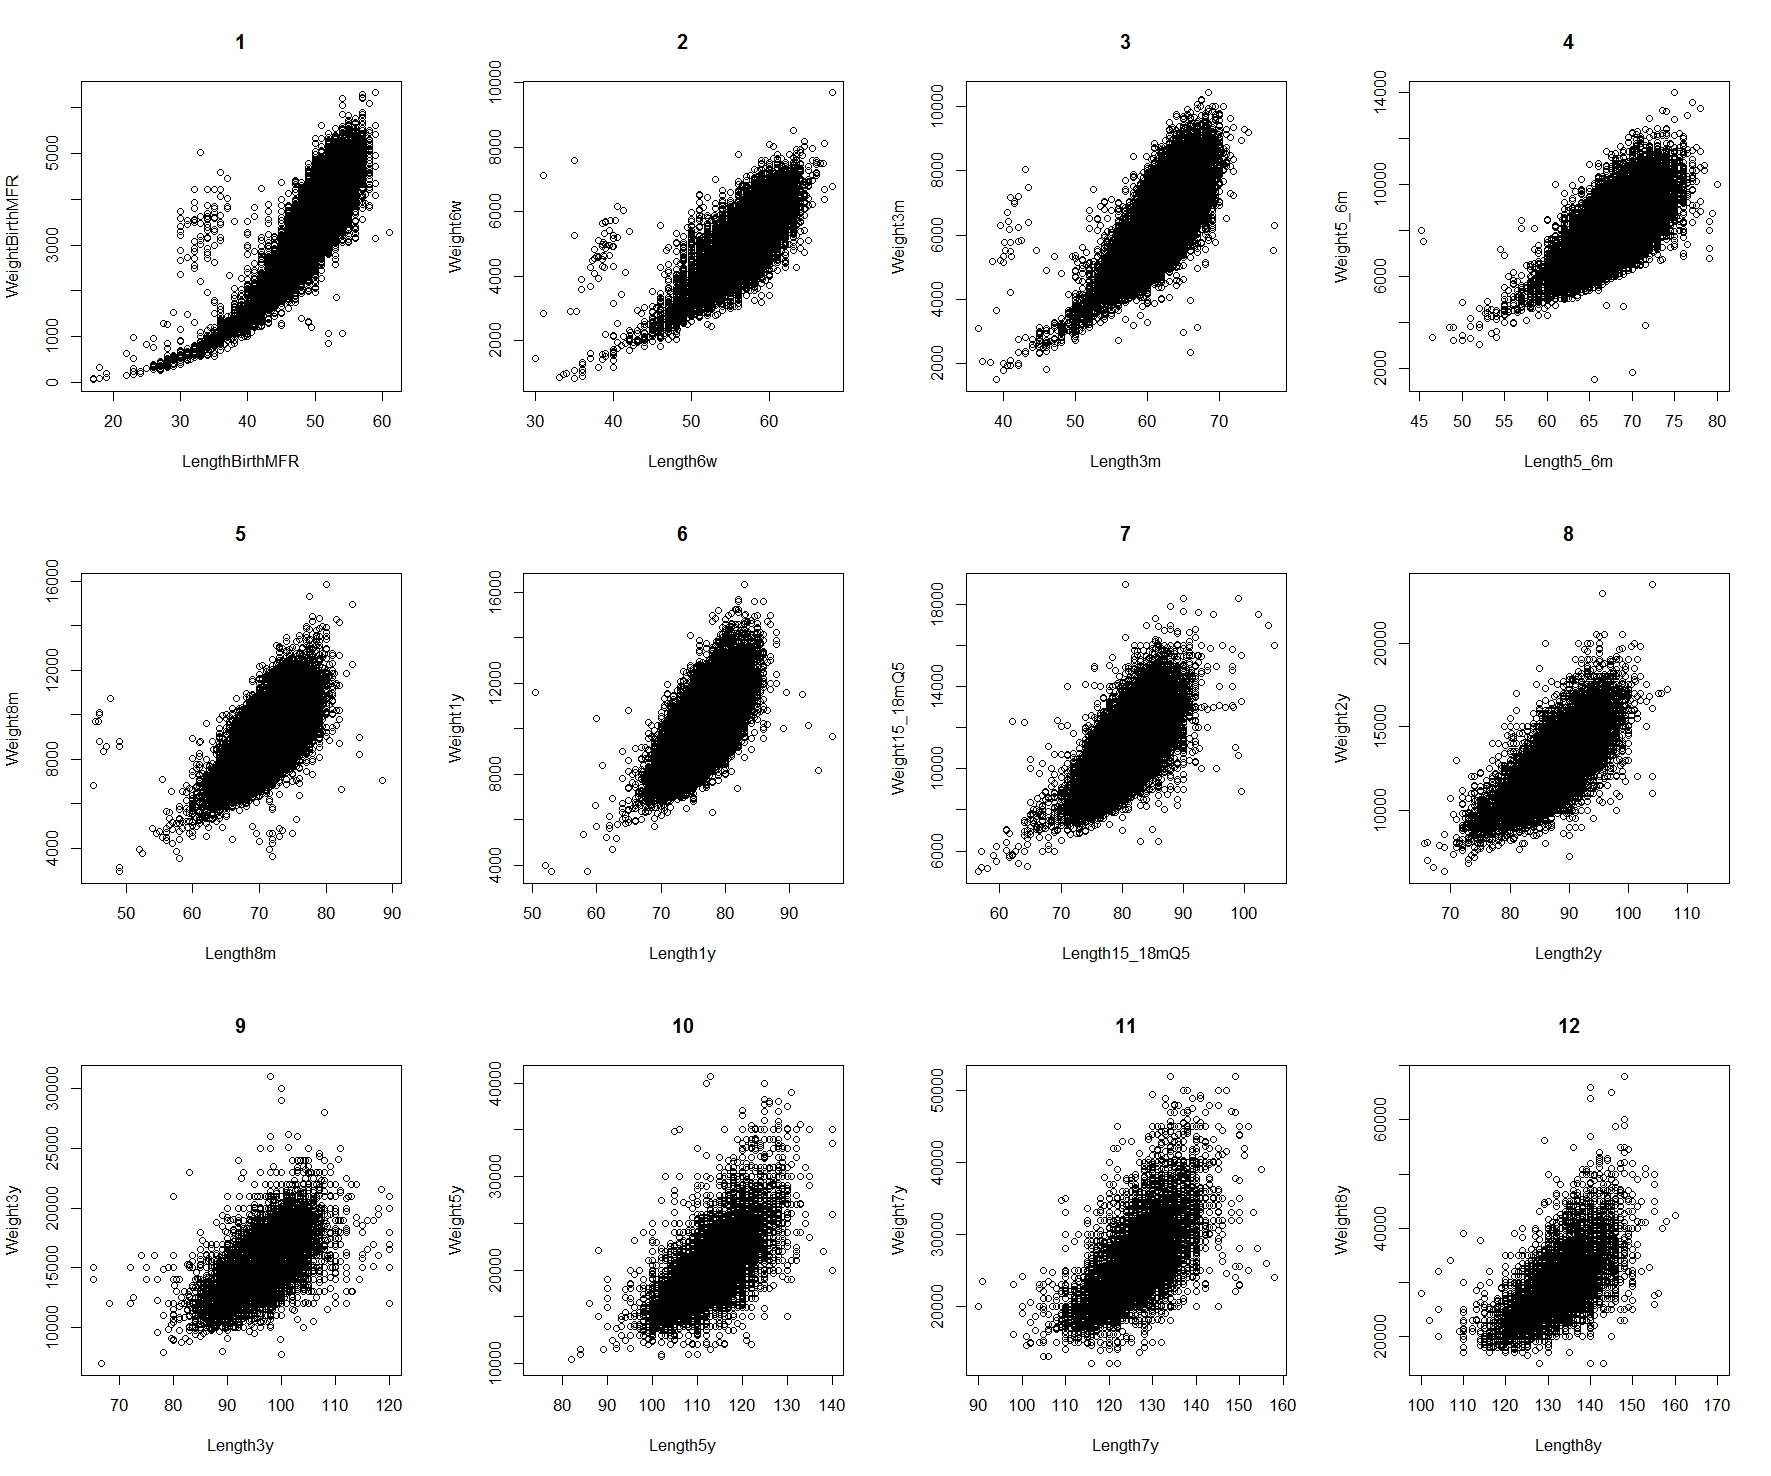 1
2
3
4
WeightBirthMFR
0 1000 3000 5000
20 30 40 50 60
LengthBirthMFR
Weight6w
2000 4000 6000 8000 10000
30 40 50 60
Length6w
Weight3m
2000 4000 6000 8000 10000
40 50 60 70
Length3m
Weight5_6m
2000 6000 10000 14000
45 50 55 60 65 70 75 80
Length5_6m
5
6
7
8
Weight8m
4000 8000 12000 16000
50 60 70 80 90
Length8m
Weight1y
4000 8000 12000 16000
50 60 70 80 90
Length1y
Weight15_18mQ5
6000 10000 14000 18000
60 70 80 90 100
Length15_18mQ5
Weight2y
10000 15000 20000
70 80 90 100 110
Length2y
9
10
11
12
Weight3y
10000 15000 20000 25000 30000
70 80 90 100 110 120
Length3y
Weight5y
10000 20000 30000 40000
80 90 100 110 120 130 140
Length5y
Weight7y
20000 30000 40000 50000
90 100 110 120 130 140 150 160
Length7y
Weight8y
20000 40000 60000
100 110 120 130 140 150 160 170
Length8y